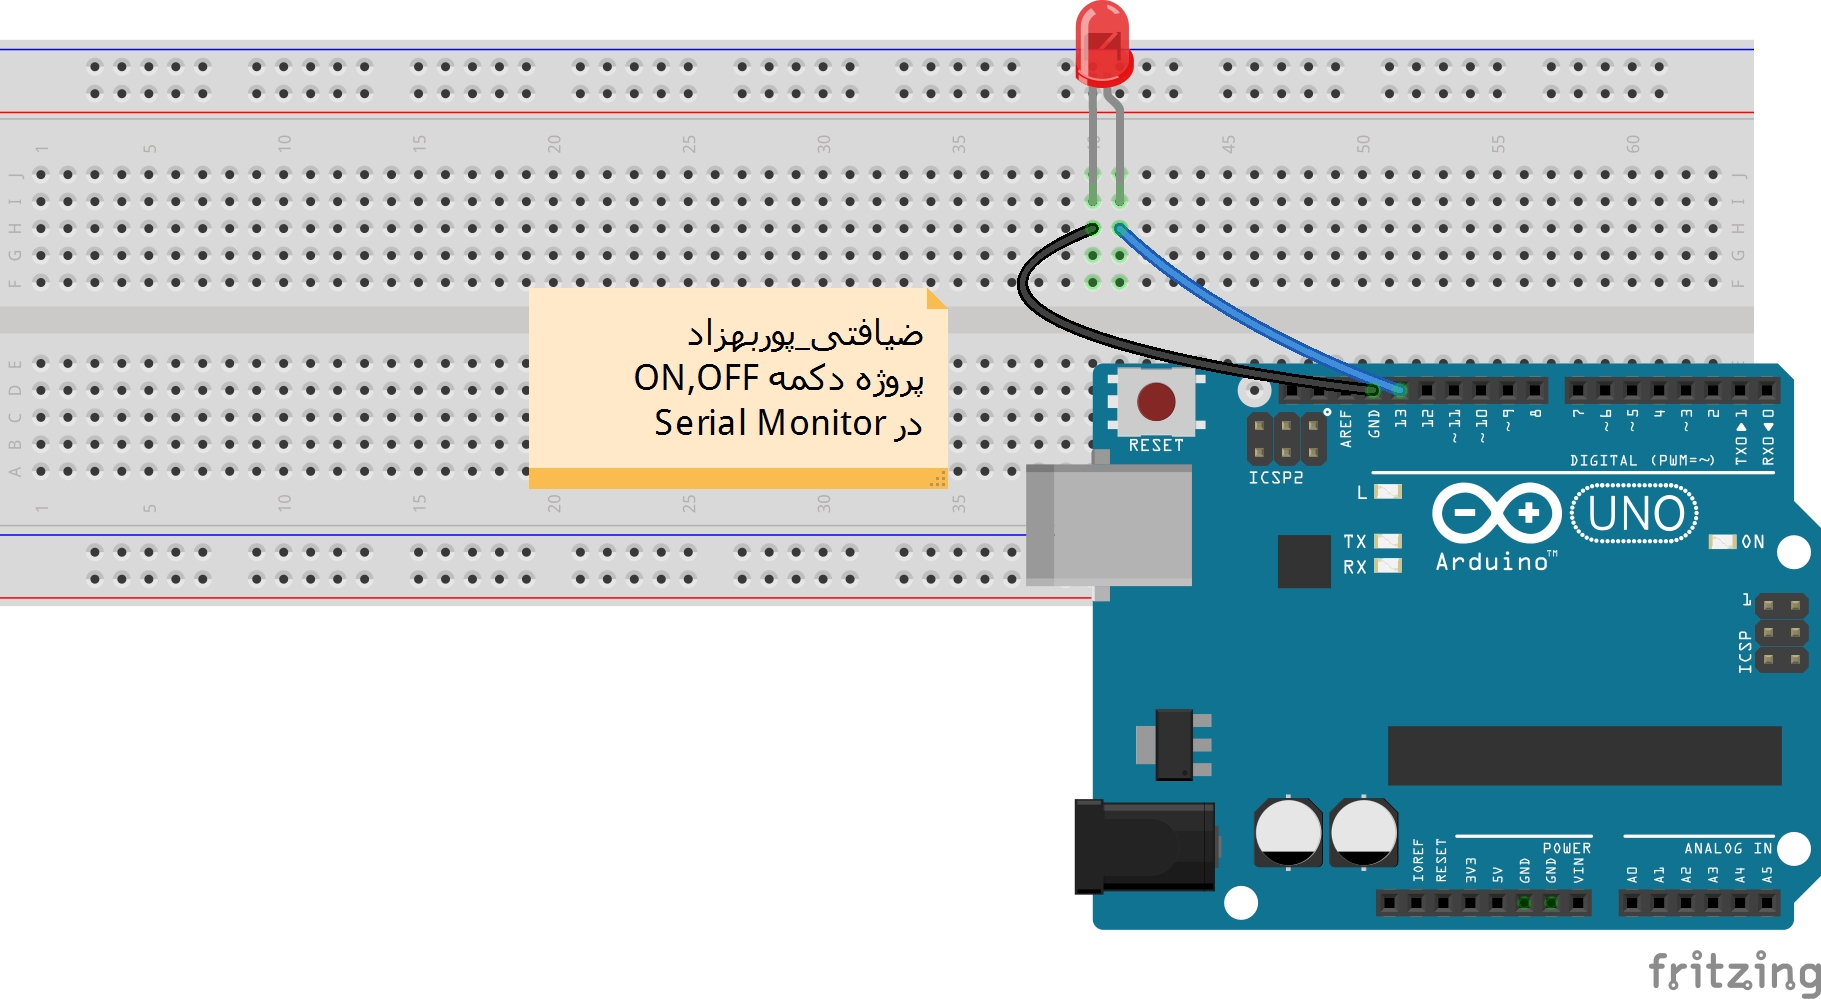 1 5 10 15 20 25 30 35 40 45 50 55 60
J J
I I
H H
G G
F F
ضیافتی_پوربهزاد
پروژه دکمه ON,OFF
در Serial Monitor
E
D
C
B
A
1 5 10 15 20 25 30 35
RESET
ICSP2
AREF GND 13 12 ~11 ~10 ~9 8 7 ~6 ~5 4 ~3 2 TX0▶1 RX0◀0
DIGITAL (PWM=~)
L
TX
RX
Arduino™
UNO
ON
1
ICSP
IOREF RESET 3V3 5V GND GND VIN
POWER
A0 A1 A2 A3 A4 A5
ANALOG IN
fritzing